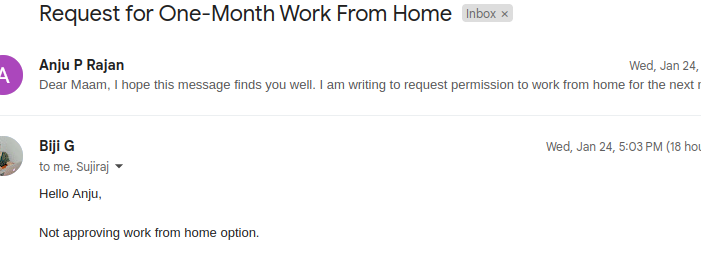 Request for One-Month Work From Home Inbox ×
A
Anju P Rajan Wed, Jan 24,
Dear Maam, I hope this message finds you well. I am writing to request permission to work from home for the next
Biji G Wed, Jan 24, 5:03 PM (18 hou
to me, Sujiraj
Hello Anju,
Not approving work from home option.